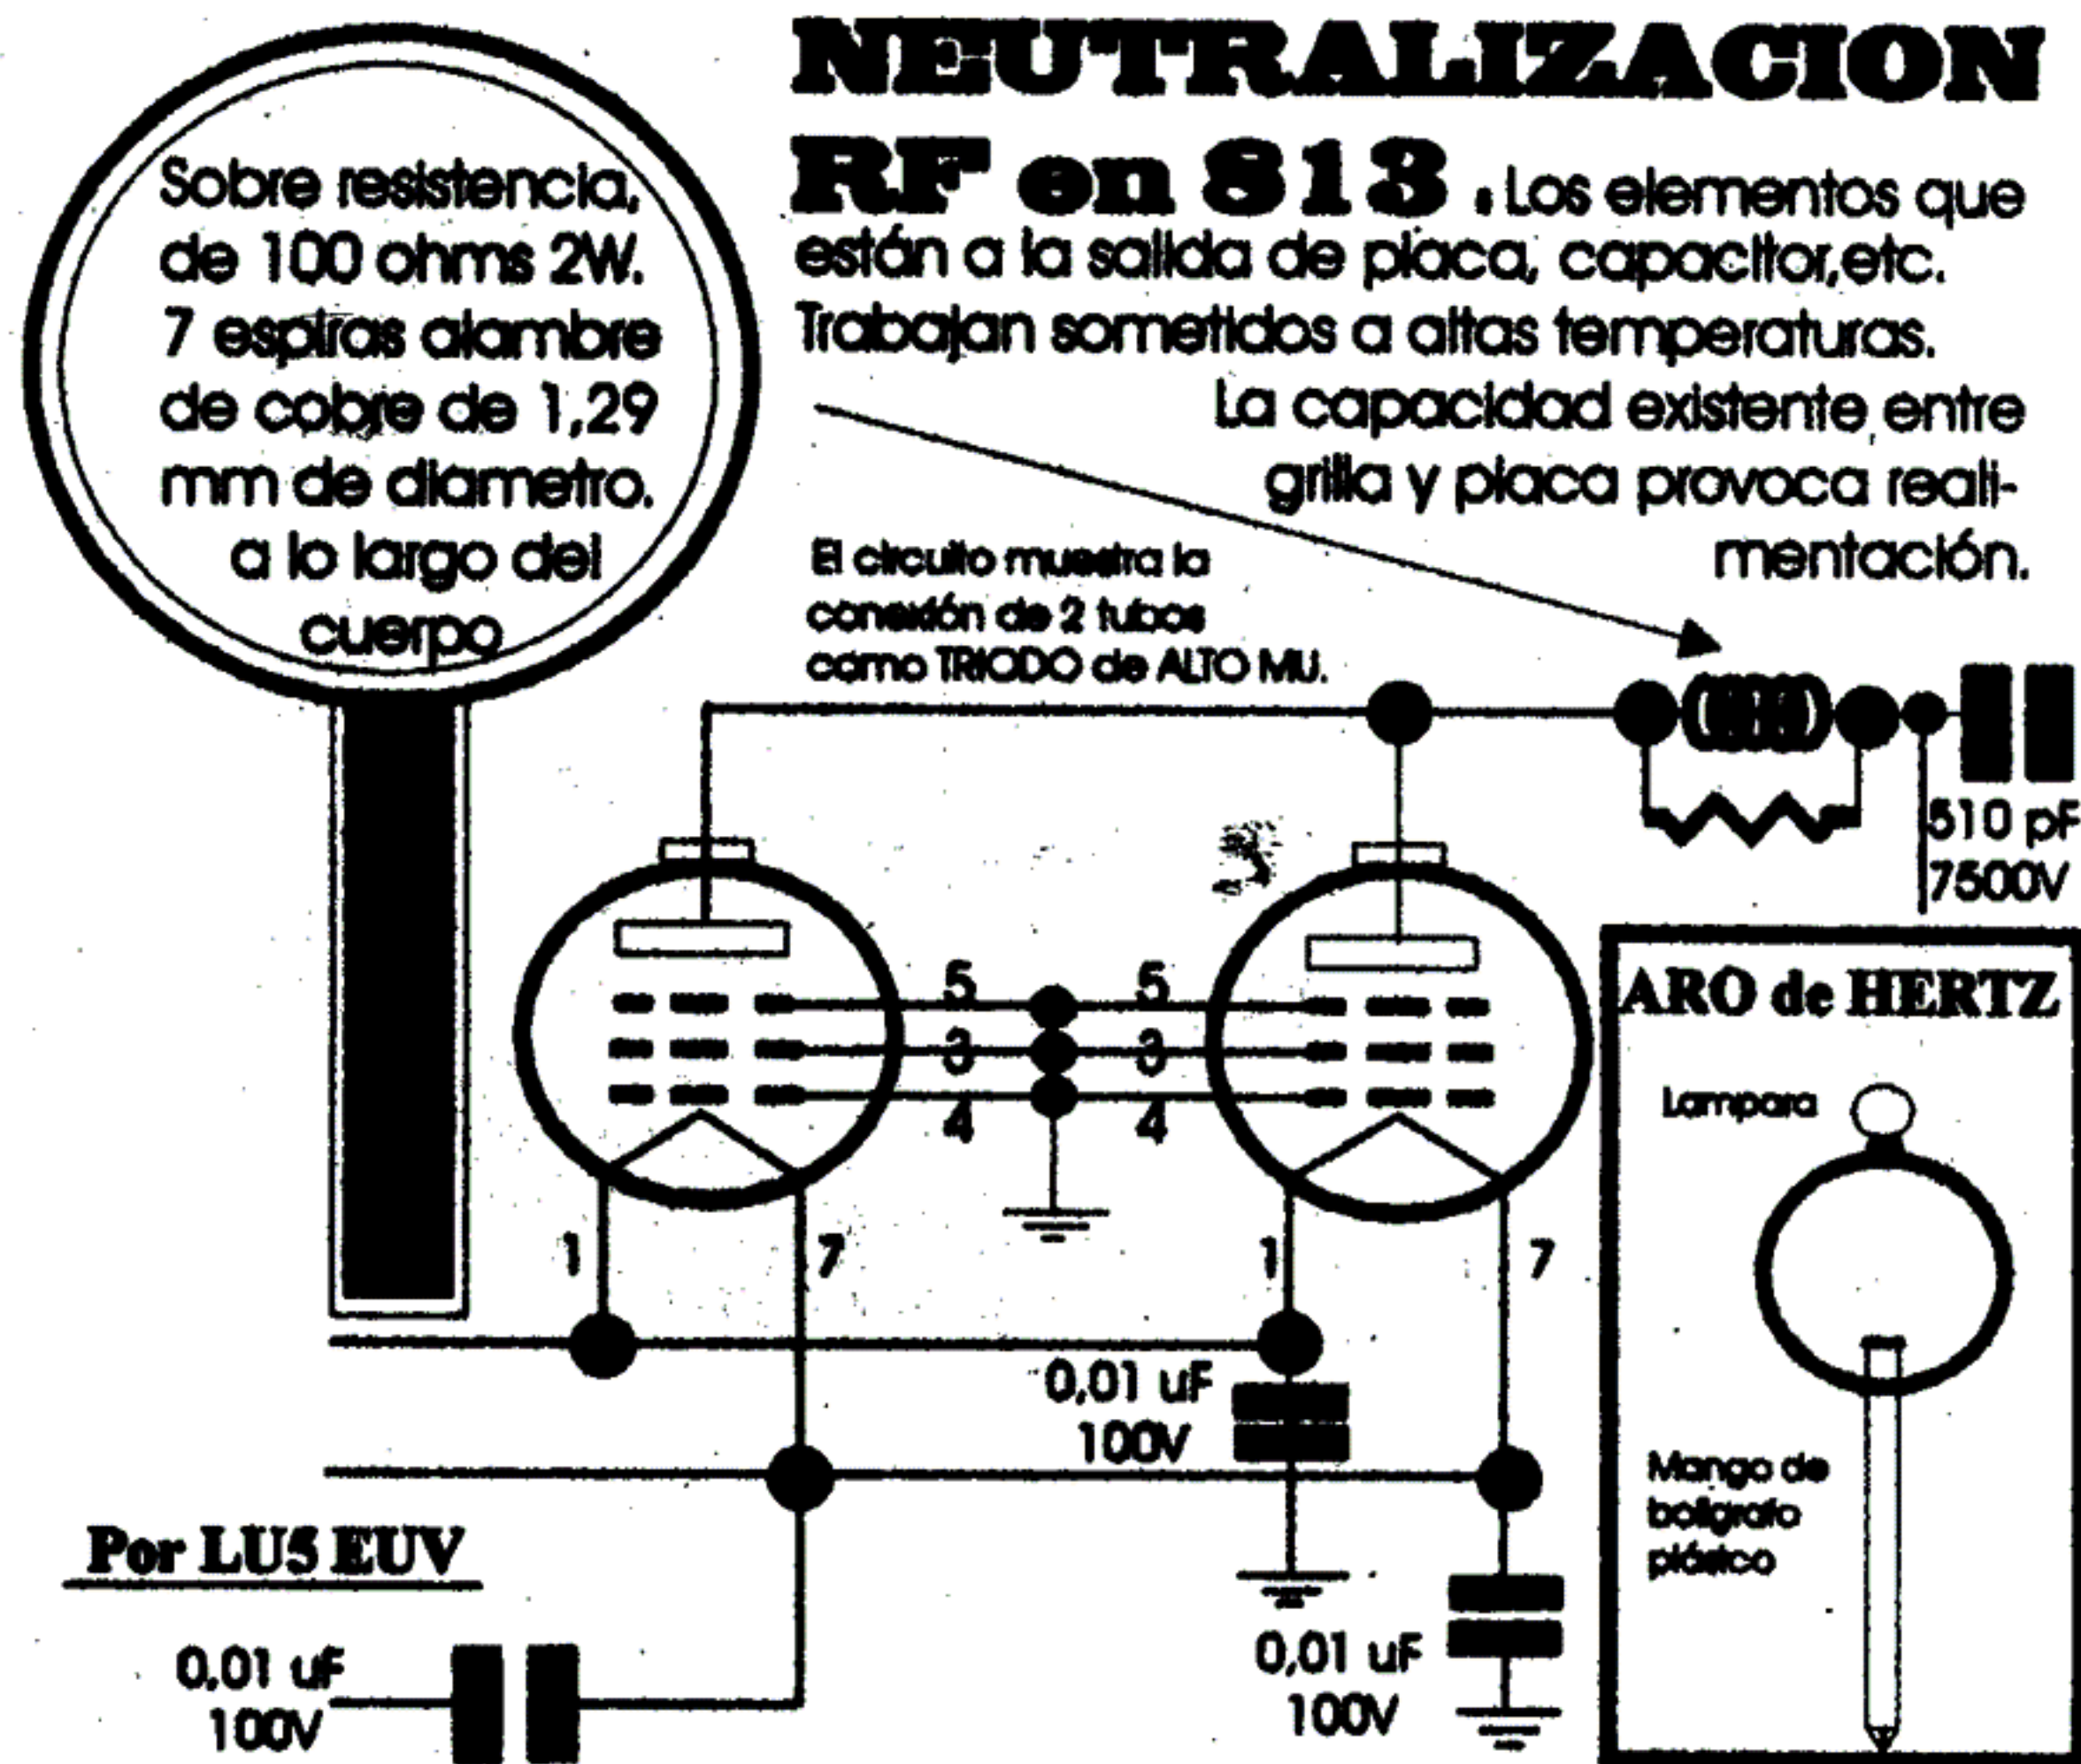 NEUTRALIZACION
RF en 813 . Los elementos que
están a la salida de placa, capacitor,etc.
Trabajan sometidos a altas temperaturas.
La capacidad existente entre
grilla y placa provoca reali-
mentación.
Sobre resistencia,
de 100 ohms 2W.
7 espiras alambre
de cobre de 1,29
mm de diametro.
a lo largo del
cuerpo
El circuito muestra la
conexión de 2 tubos
como TRIODO de ALTO MU.
510 pF
7500V
5 5
3 3
4 4
1 7 1 7
0,01 uF
100V
0,01 uF
100V
Por LU5 EUV
0,01 uF
100V
ARO de HERTZ
Lampara
Mango de
boligrafo
plástico